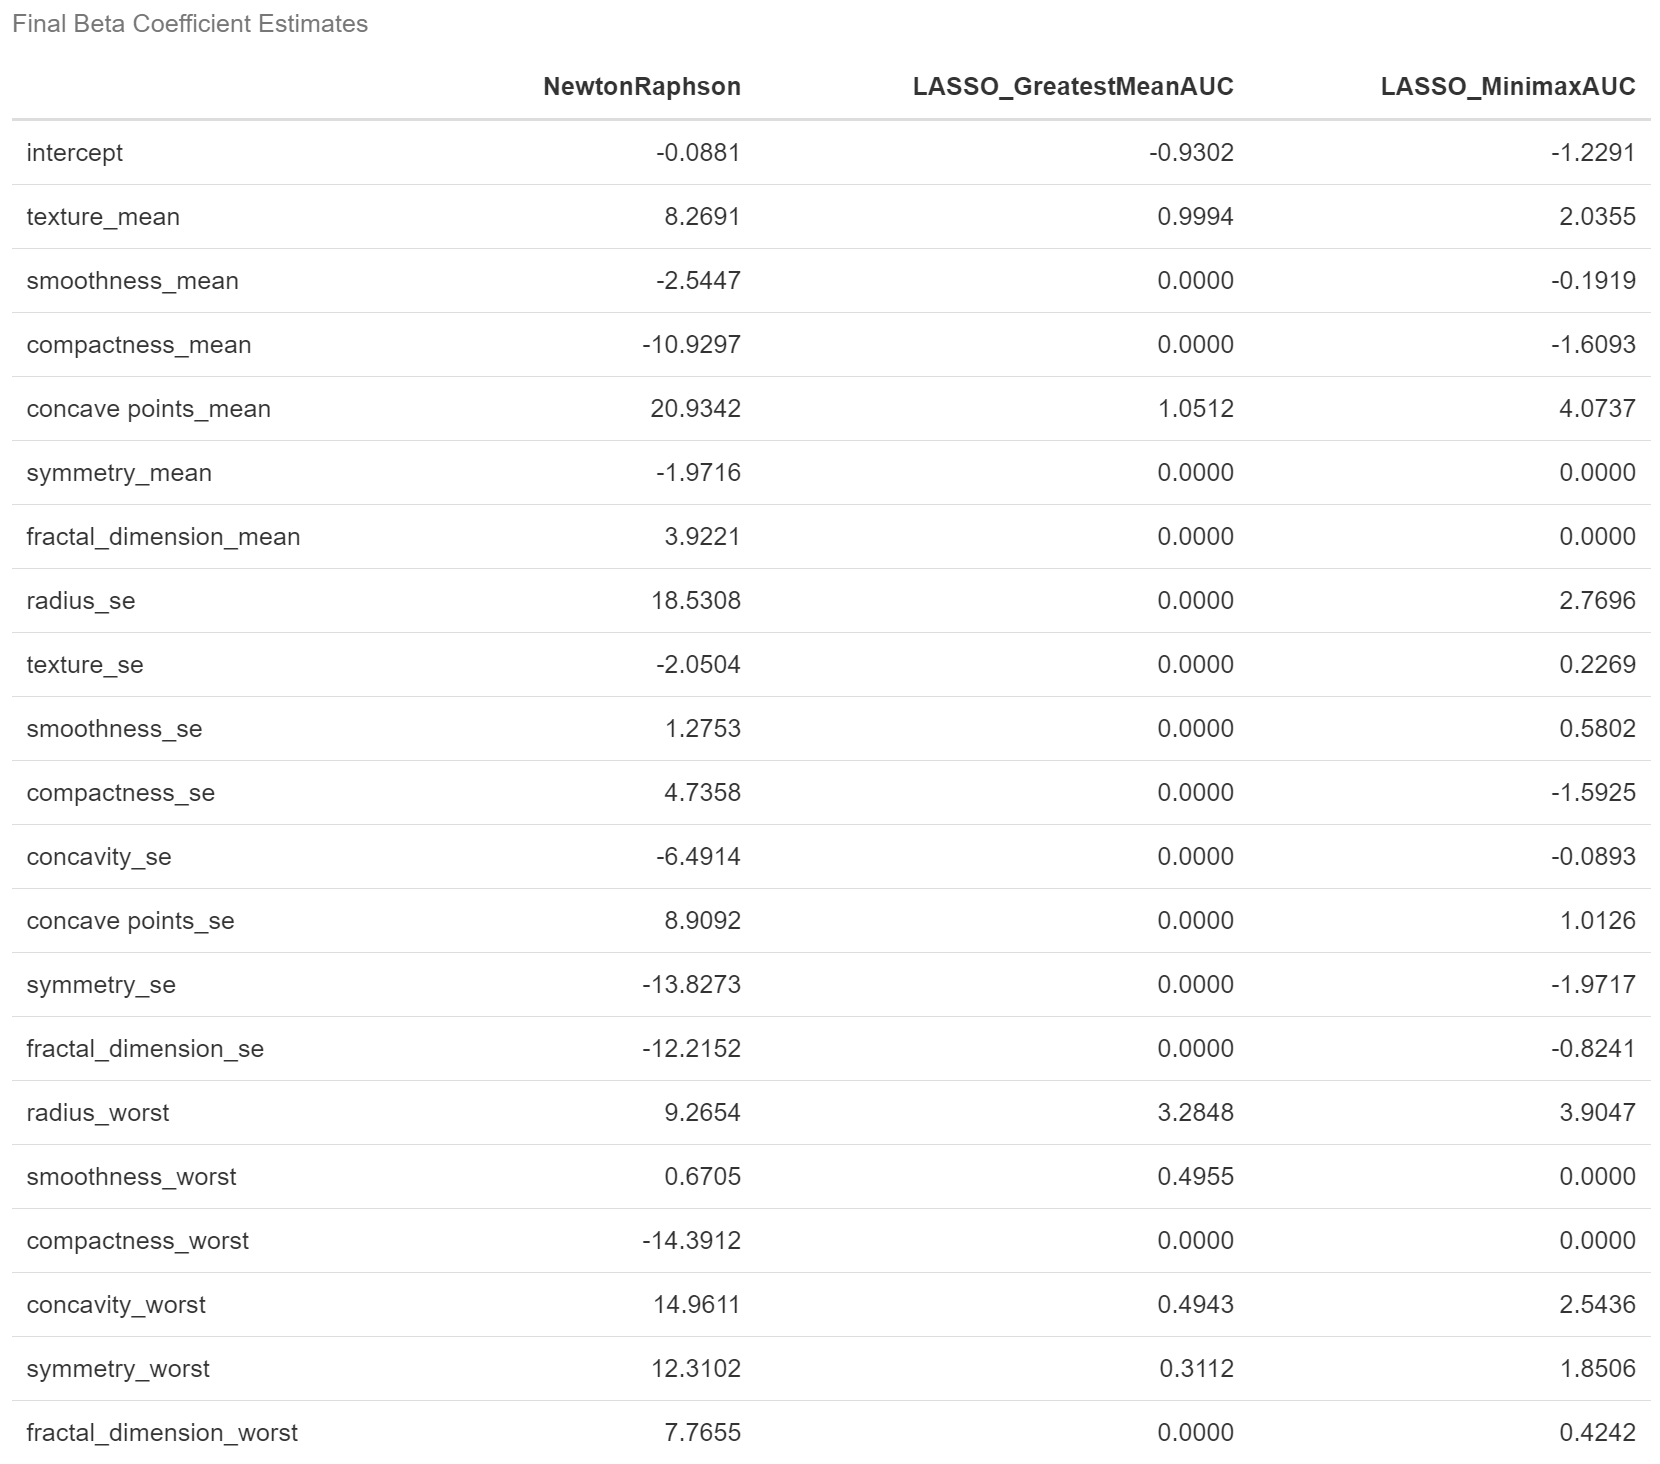 Final Beta Coefficient Estimates
NewtonRaphson LASSO_GreatestMeanAUC LASSO_MinimaxAUC
intercept -0.0881 -0.9302 -1.2291
texture_mean 8.2691 0.9994 2.0355
smoothness_mean -2.5447 0.0000 -0.1919
compactness_mean -10.9297 0.0000 -1.6093
concave points_mean 20.9342 1.0512 4.0737
symmetry_mean -1.9716 0.0000 0.0000
fractal_dimension_mean 3.9221 0.0000 0.0000
radius_se 18.5308 0.0000 2.7696
texture_se -2.0504 0.0000 0.2269
smoothness_se 1.2753 0.0000 0.5802
compactness_se 4.7358 0.0000 -1.5925
concavity_se -6.4914 0.0000 -0.0893
concave points_se 8.9092 0.0000 1.0126
symmetry_se -13.8273 0.0000 -1.9717
fractal_dimension_se -12.2152 0.0000 -0.8241
radius_worst 9.2654 3.2848 3.9047
smoothness_worst 0.6705 0.4955 0.0000
compactness_worst -14.3912 0.0000 0.0000
concavity_worst 14.9611 0.4943 2.5436
symmetry_worst 12.3102 0.3112 1.8506
fractal_dimension_worst 7.7655 0.0000 0.4242